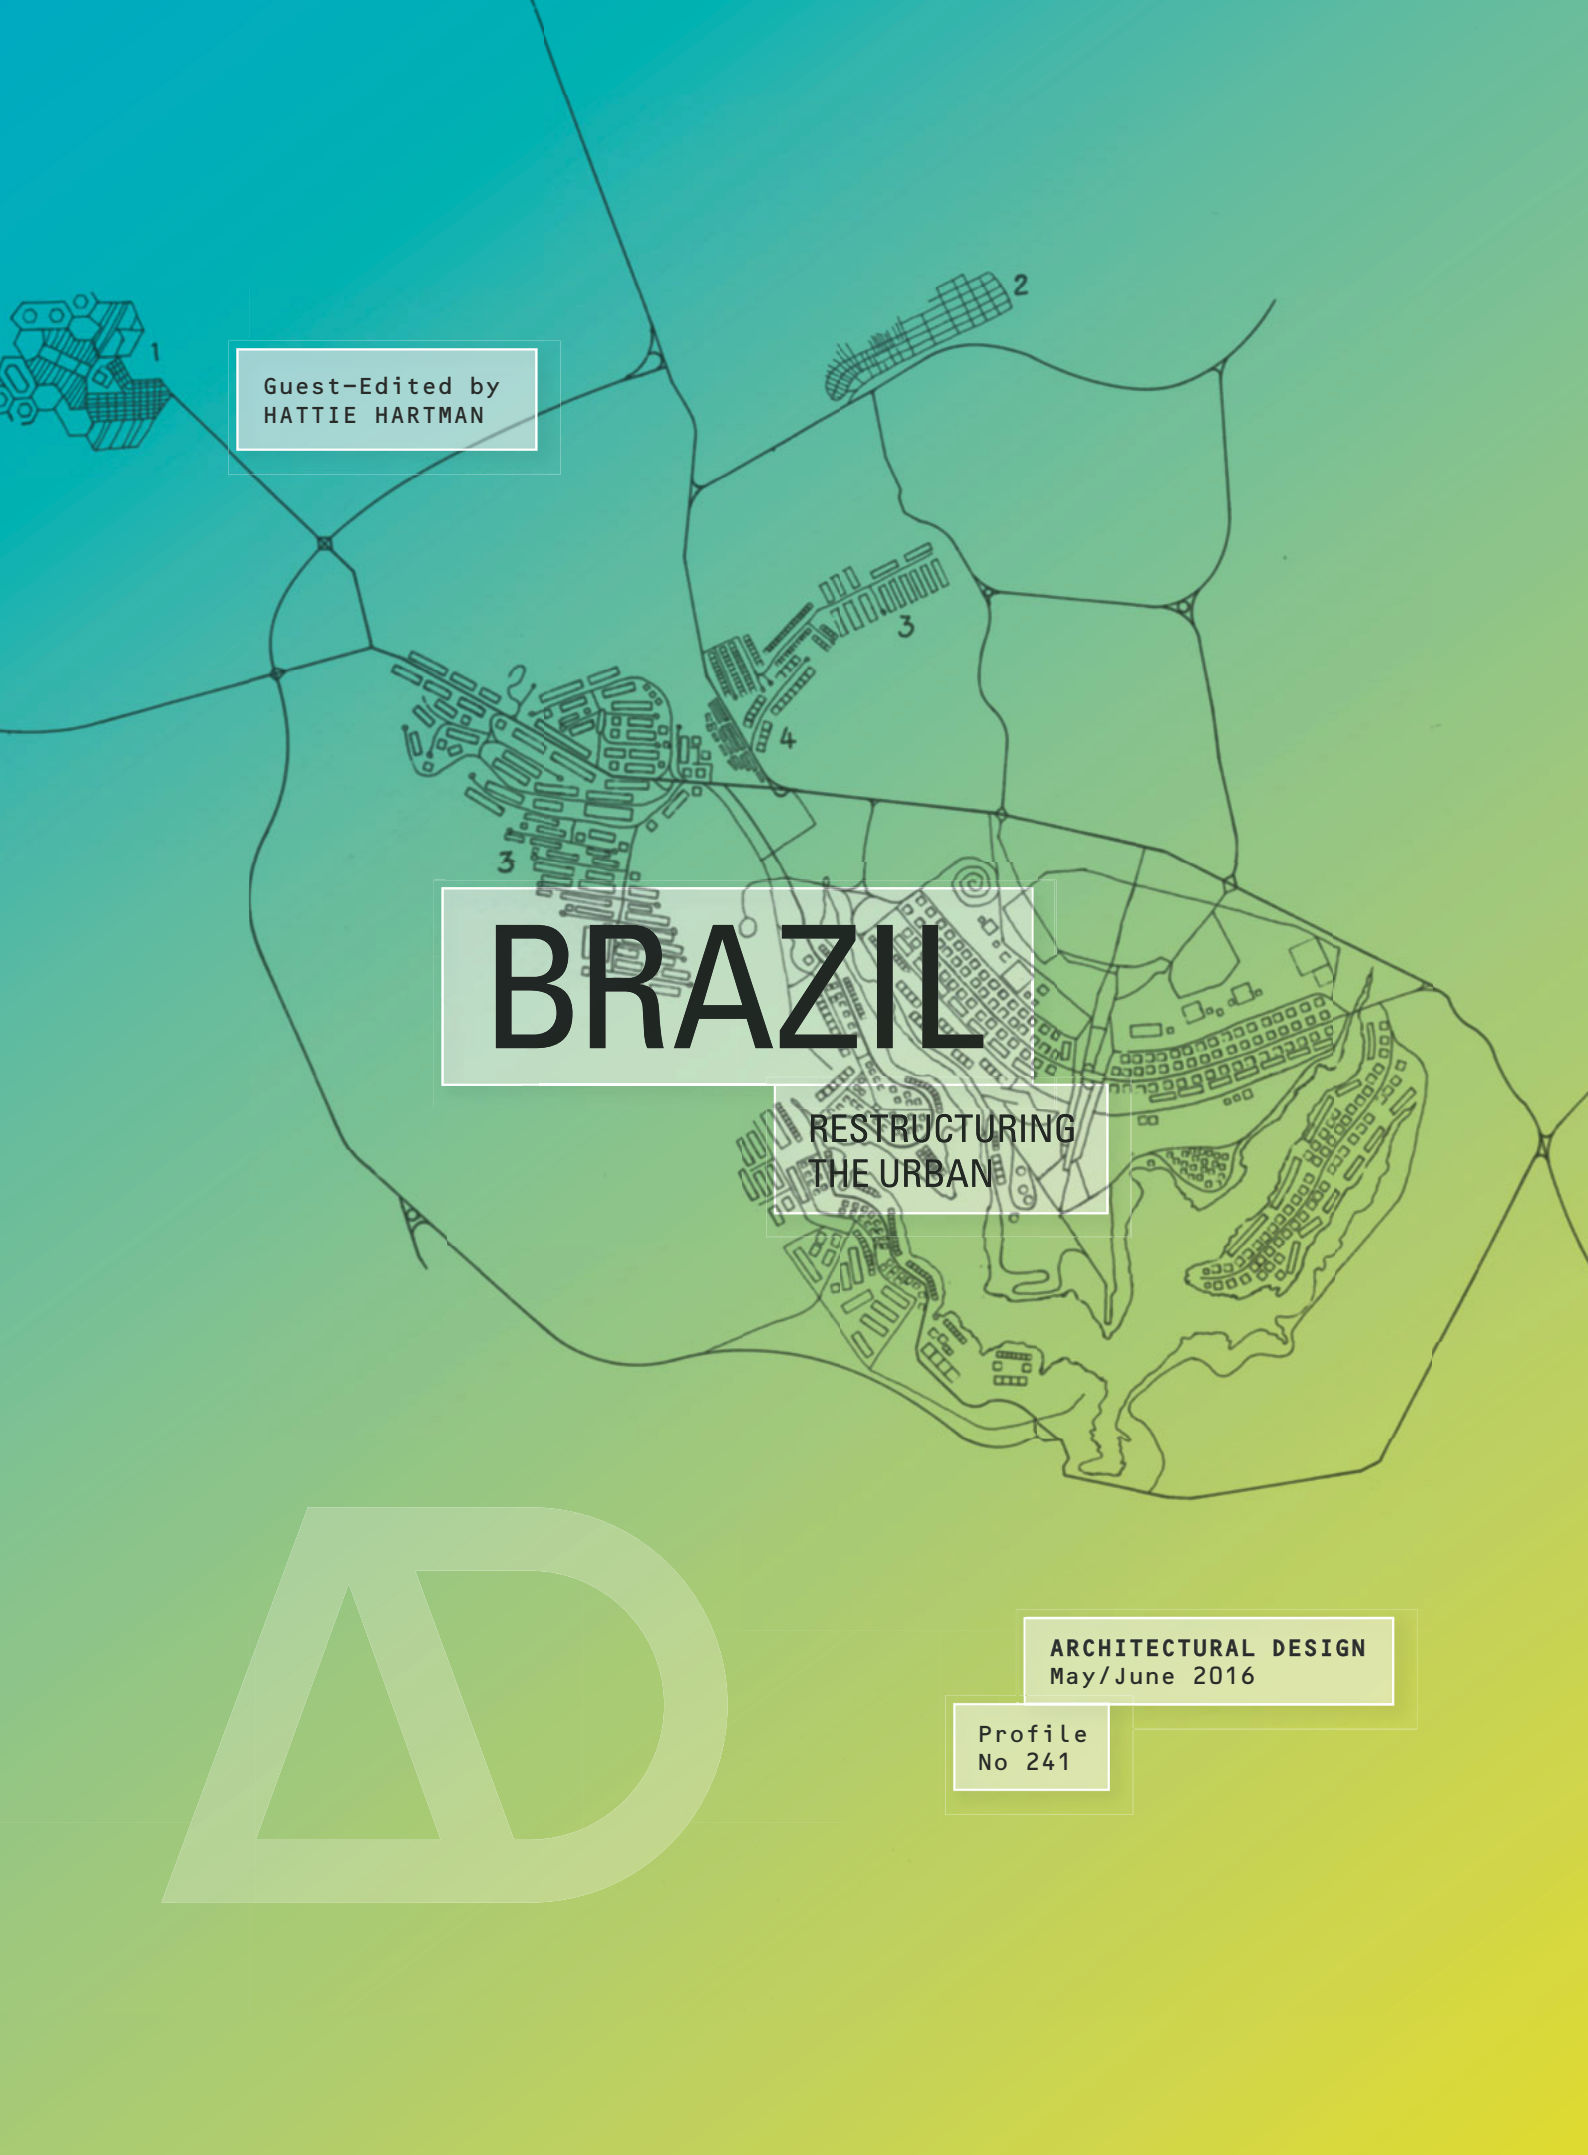 1
2
Guest-Edited by
HATTIE HARTMAN
3
4
3
BRAZIL
RESTRUCTURING
THE URBAN
AD
ARCHITECTURAL DESIGN
May/June 2016
Profile
No 241